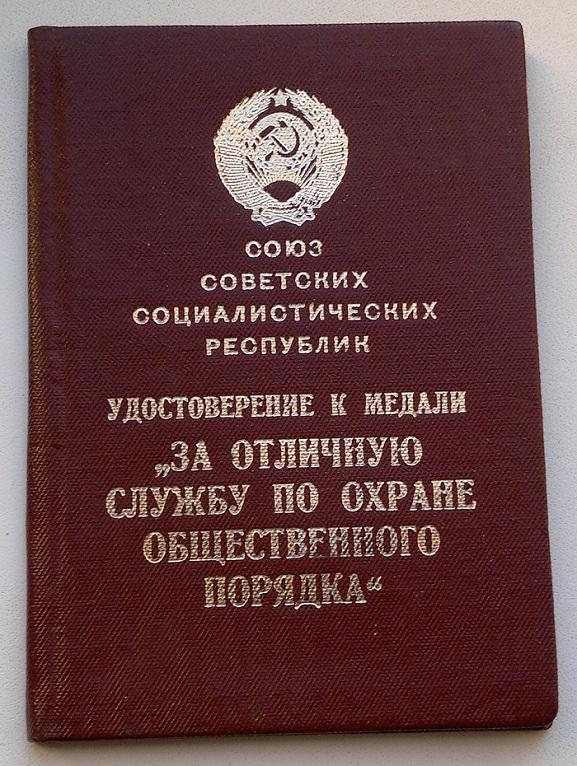 СОЮЗ
СОВЕТСКИХ
СОЦИАЛИСТИЧЕСКИХ
РЕСПУБЛИК
УДОСТОВЕРЕНИЕ К МЕДАЛИ
„ЗА ОТЛИЧНУЮ
СЛУЖБУ ПО ОХРАНЕ
ОБЩЕСТВЕННОГО
ПОРЯДКА“